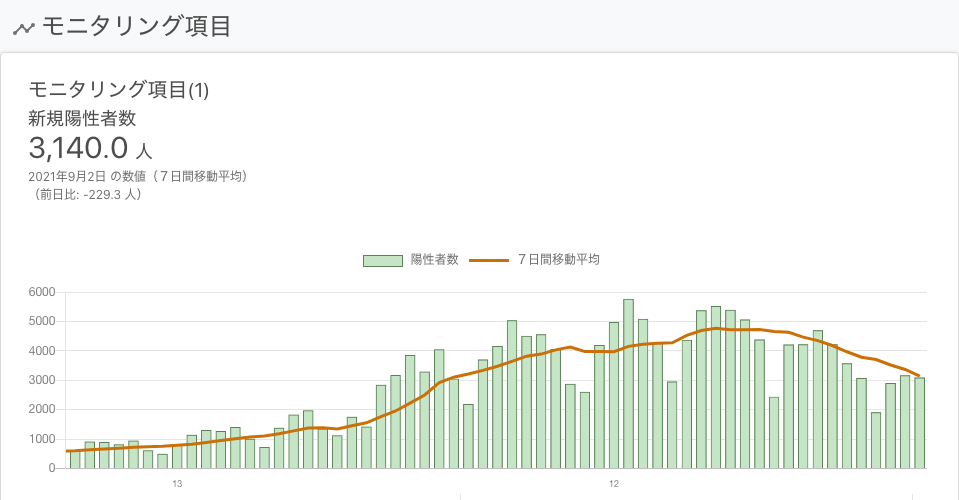 モニタリング項目
モニタリング項目(1)
新規陽性者数
3,140.0 人
2021年9月2日 の数値（７日間移動平均）
（前日比: -229.3 人）
陽性者数 ７日間移動平均
6000
5000
4000
3000
2000
1000
0
13 12